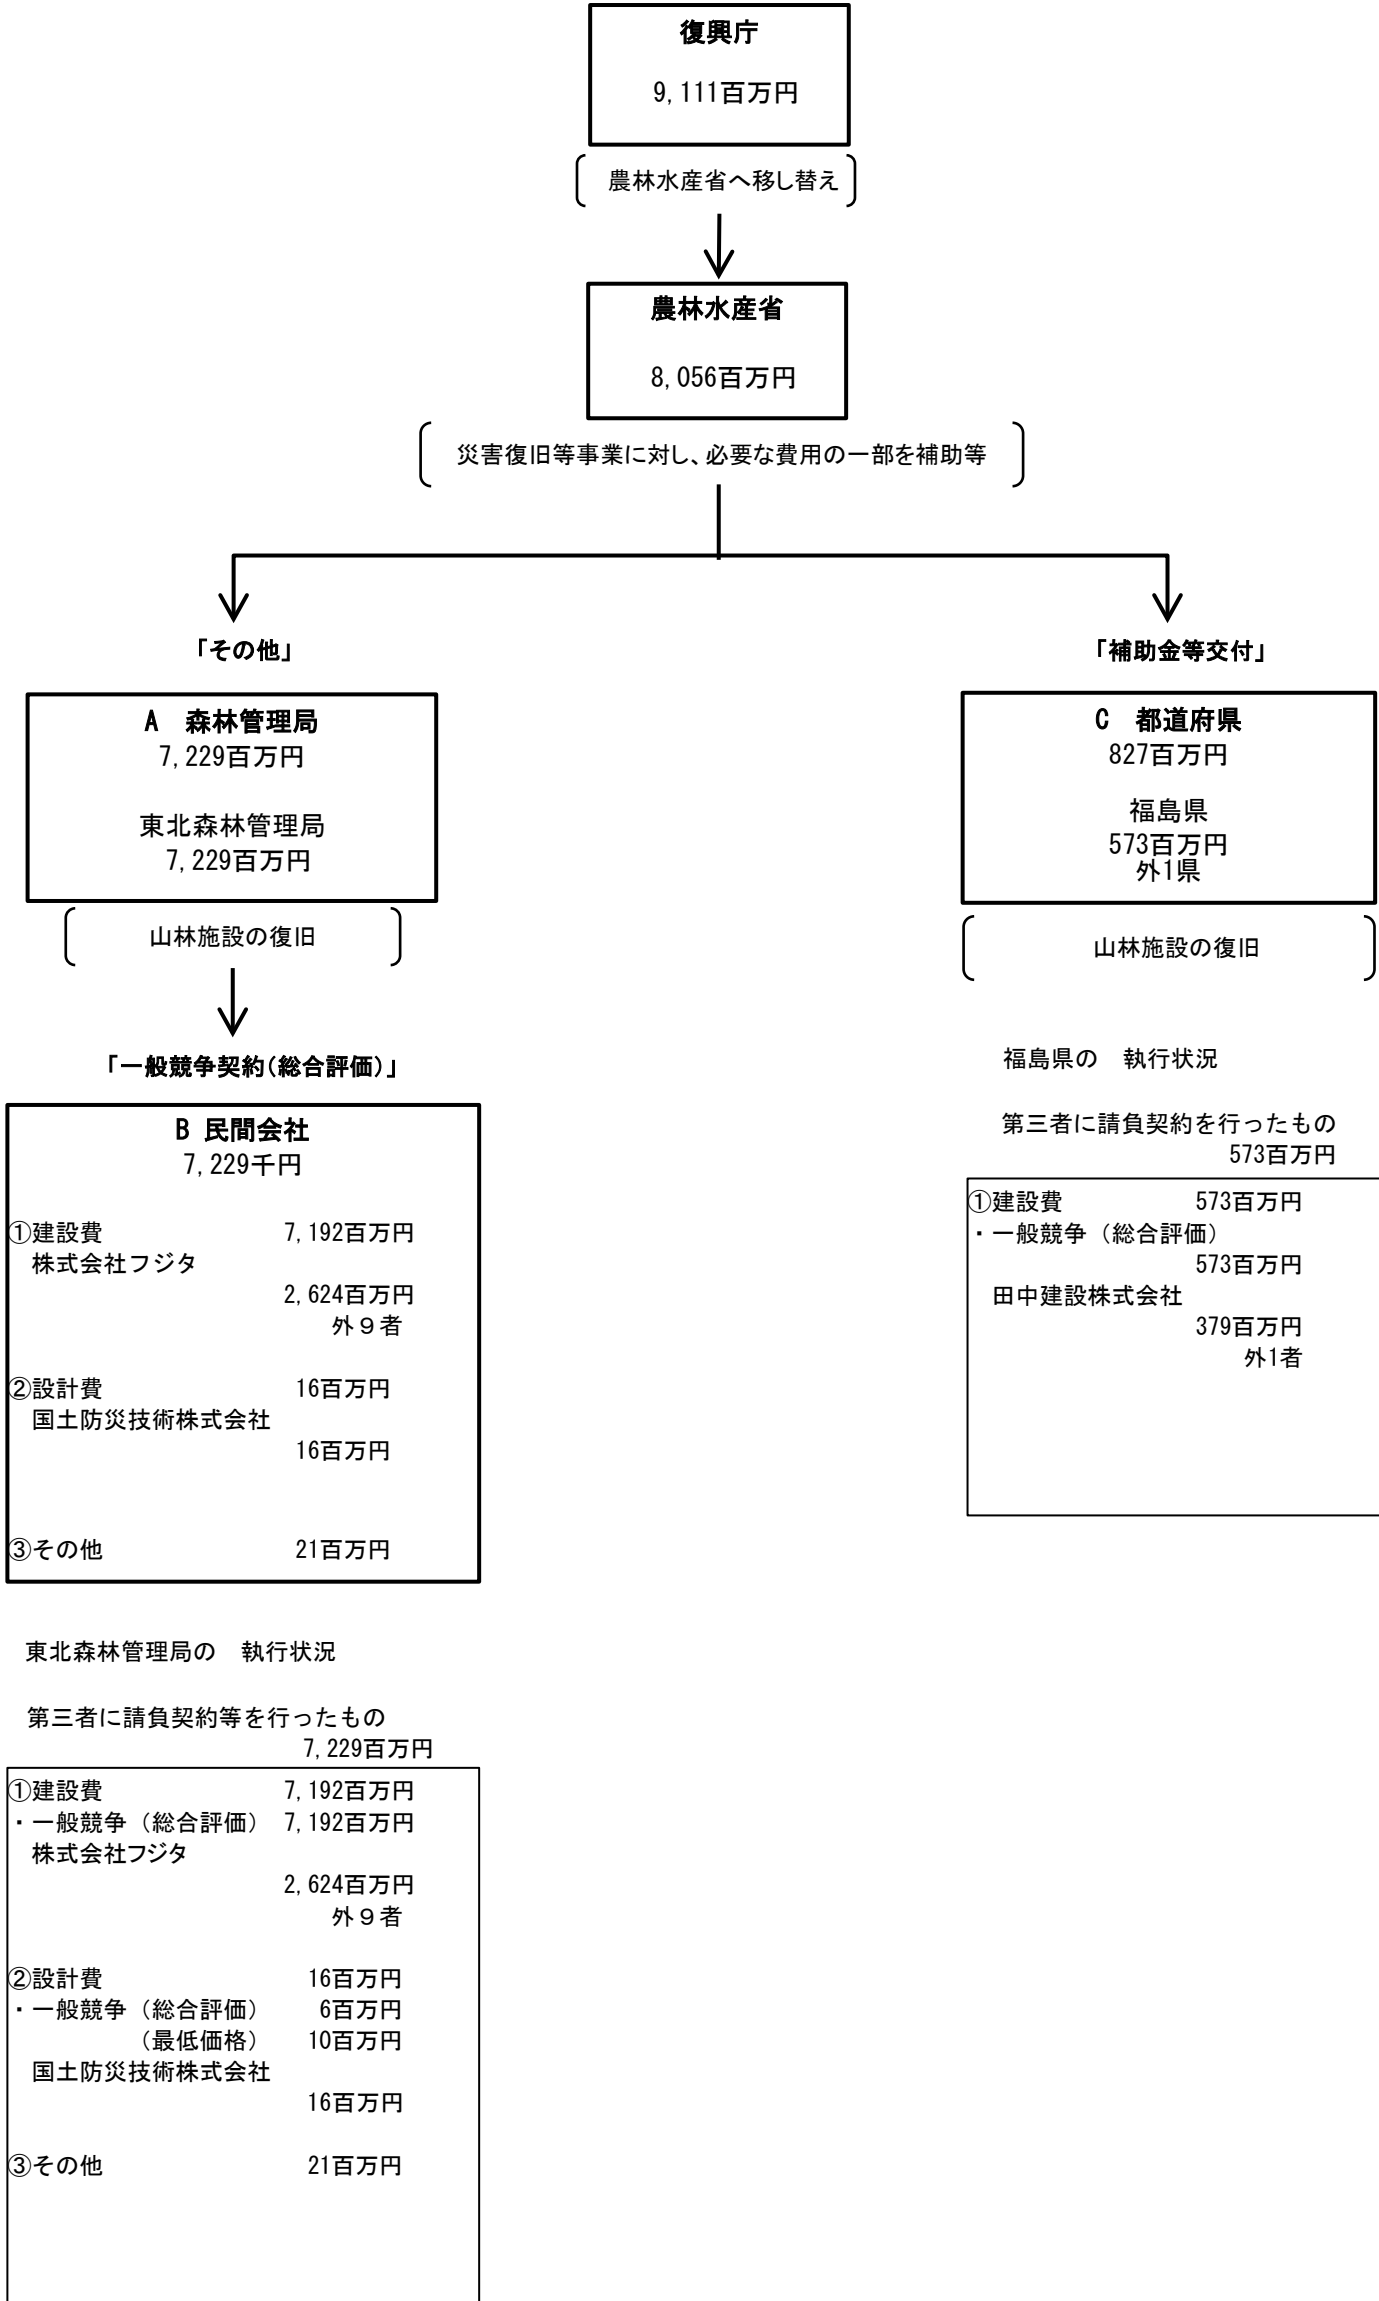 復興庁
9,111百万円
農林水産省へ移し替え
農林水産省
8,056百万円
災害復旧等事業に対し、必要な費用の一部を補助等
「その他」
A 森林管理局
7,229百万円
東北森林管理局
7,229百万円
山林施設の復旧
「一般競争契約(総合評価)」
B 民間会社
7,229千円
①建設費 7,192百万円
株式会社フジタ
2,624百万円
外9者
②設計費 16百万円
国土防災技術株式会社
16百万円
③その他 21百万円
東北森林管理局の 執行状況
第三者に請負契約等を行ったもの
7,229百万円
①建設費 7,192百万円
・一般競争(総合評価) 7,192百万円
株式会社フジタ
2,624百万円
外9者
②設計費 16百万円
・一般競争(総合評価) 6百万円
(最低価格) 10百万円
国土防災技術株式会社
16百万円
③その他 21百万円
「補助金等交付」
C 都道府県
827百万円
福島県
573百万円
外1県
山林施設の復旧
福島県の 執行状況
第三者に請負契約を行ったもの
573百万円
①建設費 573百万円
・一般競争(総合評価)
573百万円
田中建設株式会社
379百万円
外1者